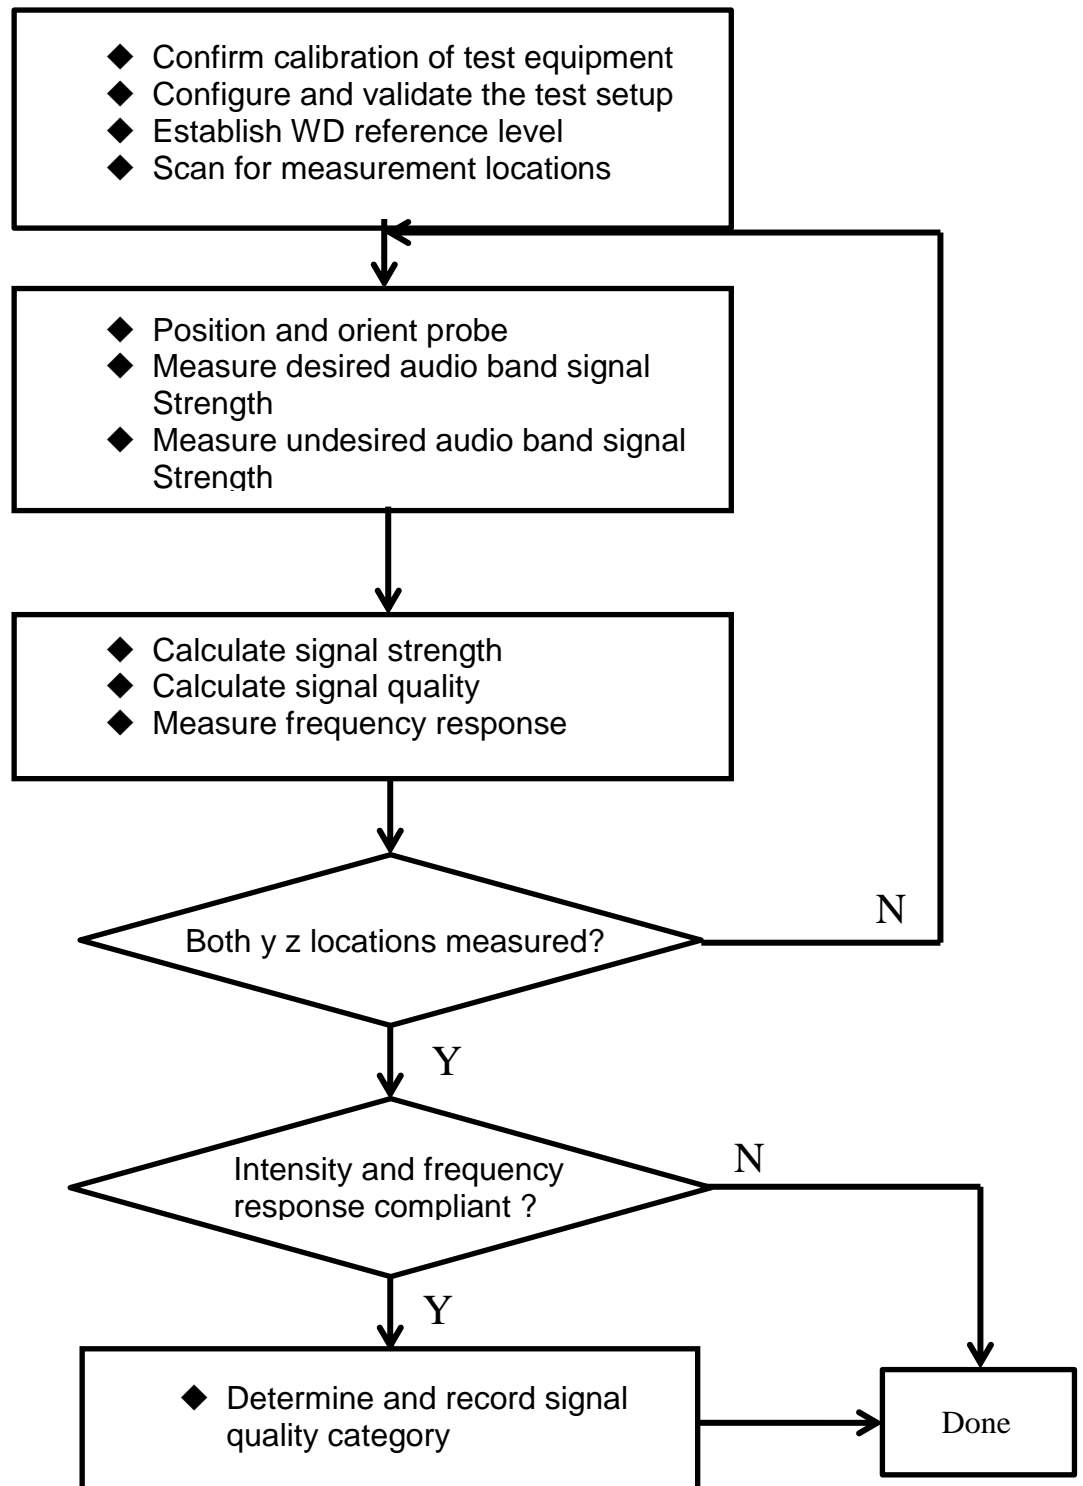 ◆ Confirm calibration of test equipment
◆ Configure and validate the test setup
◆ Establish WD reference level
◆ Scan for measurement locations
◆ Position and orient probe
◆ Measure desired audio band signal
Strength
◆ Measure undesired audio band signal
Strength
◆ Calculate signal strength
◆ Calculate signal quality
◆ Measure frequency response
Both y z locations measured?
N
Y
Intensity and frequency
response compliant ?
N
Y
◆ Determine and record signal
quality category
Done